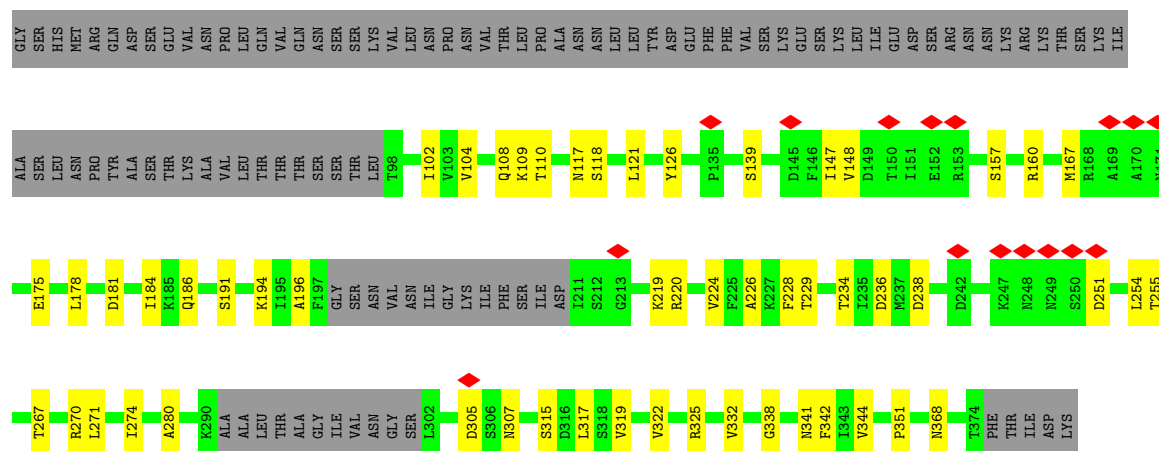 GLY SER HIS MET ARG GLN ASP SER GLU VAL ASN PRO LEU GLN VAL GLN ASN SER SER LYS VAL LEU ASN PRO ASN VAL THR LEU PRO ALA ASN ASN LEU LEU TYR ASP GLU PHE PHE VAL SER LYS GLU SER LYS LEU ILE GLU ASP SER ARG ASN ASN LYS ARG LYS THR SER LYS ILE
ALA SER LEU ASN PRO TYR ALA SER THR LYS ALA VAL LEU THR THR THR SER SER THR LEU T98 I102 V103 V104 Q108 K109 T110 N117 S118 L121 Y126 P135 S139 D145 F146 I147 V148 D149 T150 I151 E152 R153 S157 R160 M167 R168 A169 A170
E175 L178 D181 I184 K185 Q186 S191 K194 I195 A196 F197 GLY SER ASN VAL ASN ILE GLY LYS ILE PHE SER ILE ASP I211 S212 G213 K219 R220 V224 F225 A226 K227 F228 T229 T234 I235 D236 M237 D238 D242 K247 N248 N249 S250 D251 L254 T255
T267 R270 L271 I274 A280 K290 ALA ALA LEU THR ALA GLY ILE VAL ASN GLY SER L302 D305 S306 N307 S315 D316 L317 S318 V319 V322 R325 V332 G338 N341 F342 I343 V344 P351 N368 T374 PHE THR ILE ASP LYS